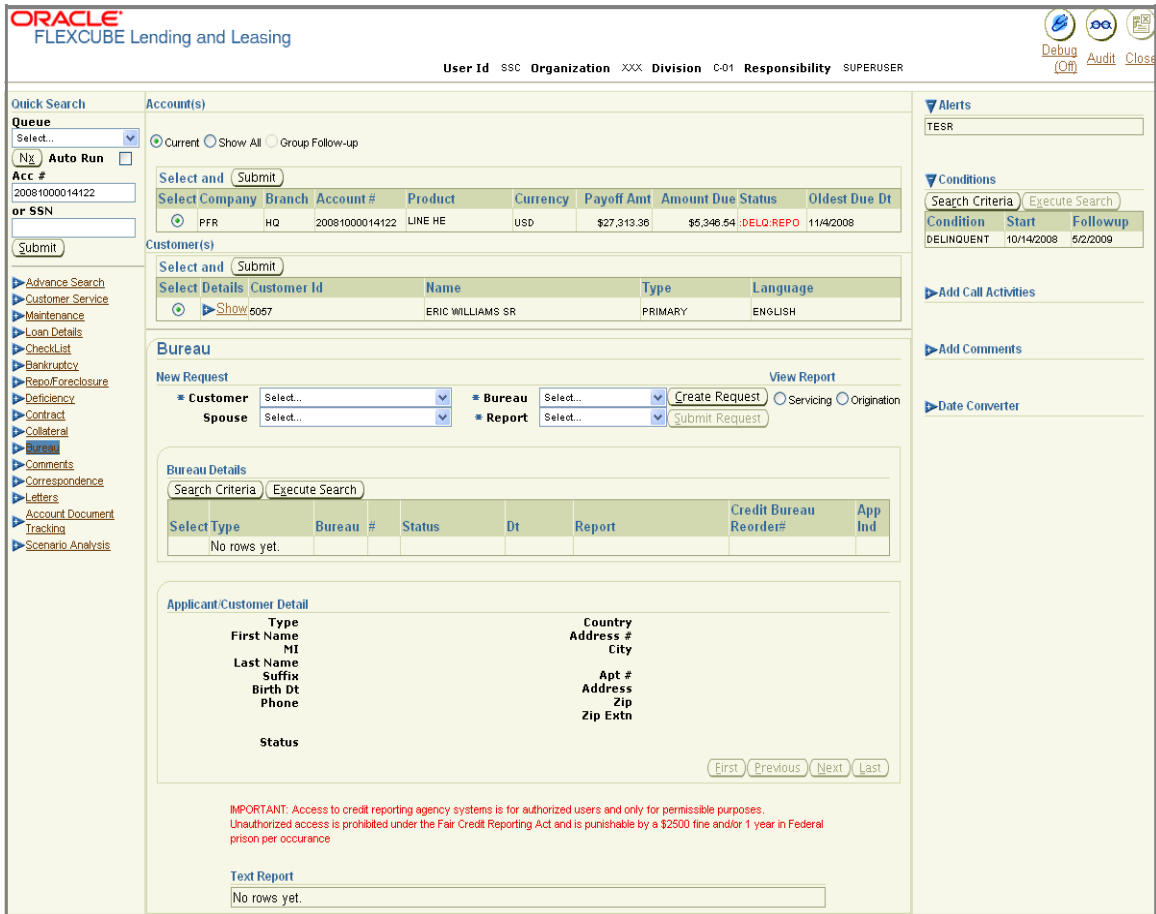 ORACLE
FLEXCUBE Lending and Leasing
Debug (Off) Audit Close
User Id SSC Organization XXX Division C-01 Responsibility SUPERUSER
Quick Search
Queue
Select...
Nx Auto Run
Acc #
20081000014122
or SSN
Submit
Advance Search
Customer Service
Maintenance
Loan Details
CheckList
Bankruptcy
Repo/Foreclosure
Deficiency
Contract
Collateral
Bureau
Comments
Correspondence
Letters
Account Document
Tracking
Scenario Analysis
Account(s)
Current Show All Group Follow-up
Select and Submit
Select Company Branch Account # Product Currency Payoff Amt Amount Due Status Oldest Due Dt
PFR HQ 20081000014122 LINE HE USD $27,313.36 $5,346.54 :DELQ:REPO 11/4/2008
Customer(s)
Select and Submit
Select Details Customer Id Name Type Language
Show 5057 ERIC WILLIAMS SR PRIMARY ENGLISH
Bureau
New Request View Report
* Customer Select... * Bureau Select... Create Request Servicing Origination
Spouse Select... * Report Select... Submit Request
Bureau Details
Search Criteria Execute Search
Select Type Bureau # Status Dt Report Credit Bureau Reorder# App Ind
No rows yet.
Applicant/Customer Detail
Type Country
First Name Address #
MI City
Last Name
Suffix Apt #
Birth Dt Address
Phone Zip
Zip Extn
Status
First Previous Next Last
IMPORTANT: Access to credit reporting agency systems is for authorized users and only for permissible purposes.
Unauthorized access is prohibited under the Fair Credit Reporting Act and is punishable by a $2500 fine and/or 1 year in Federal
prison per occurance
Text Report
No rows yet.
Alerts
TESR
Conditions
Search Criteria Execute Search
Condition Start Followup
DELINQUENT 10/14/2008 5/2/2009
Add Call Activities
Add Comments
Date Converter